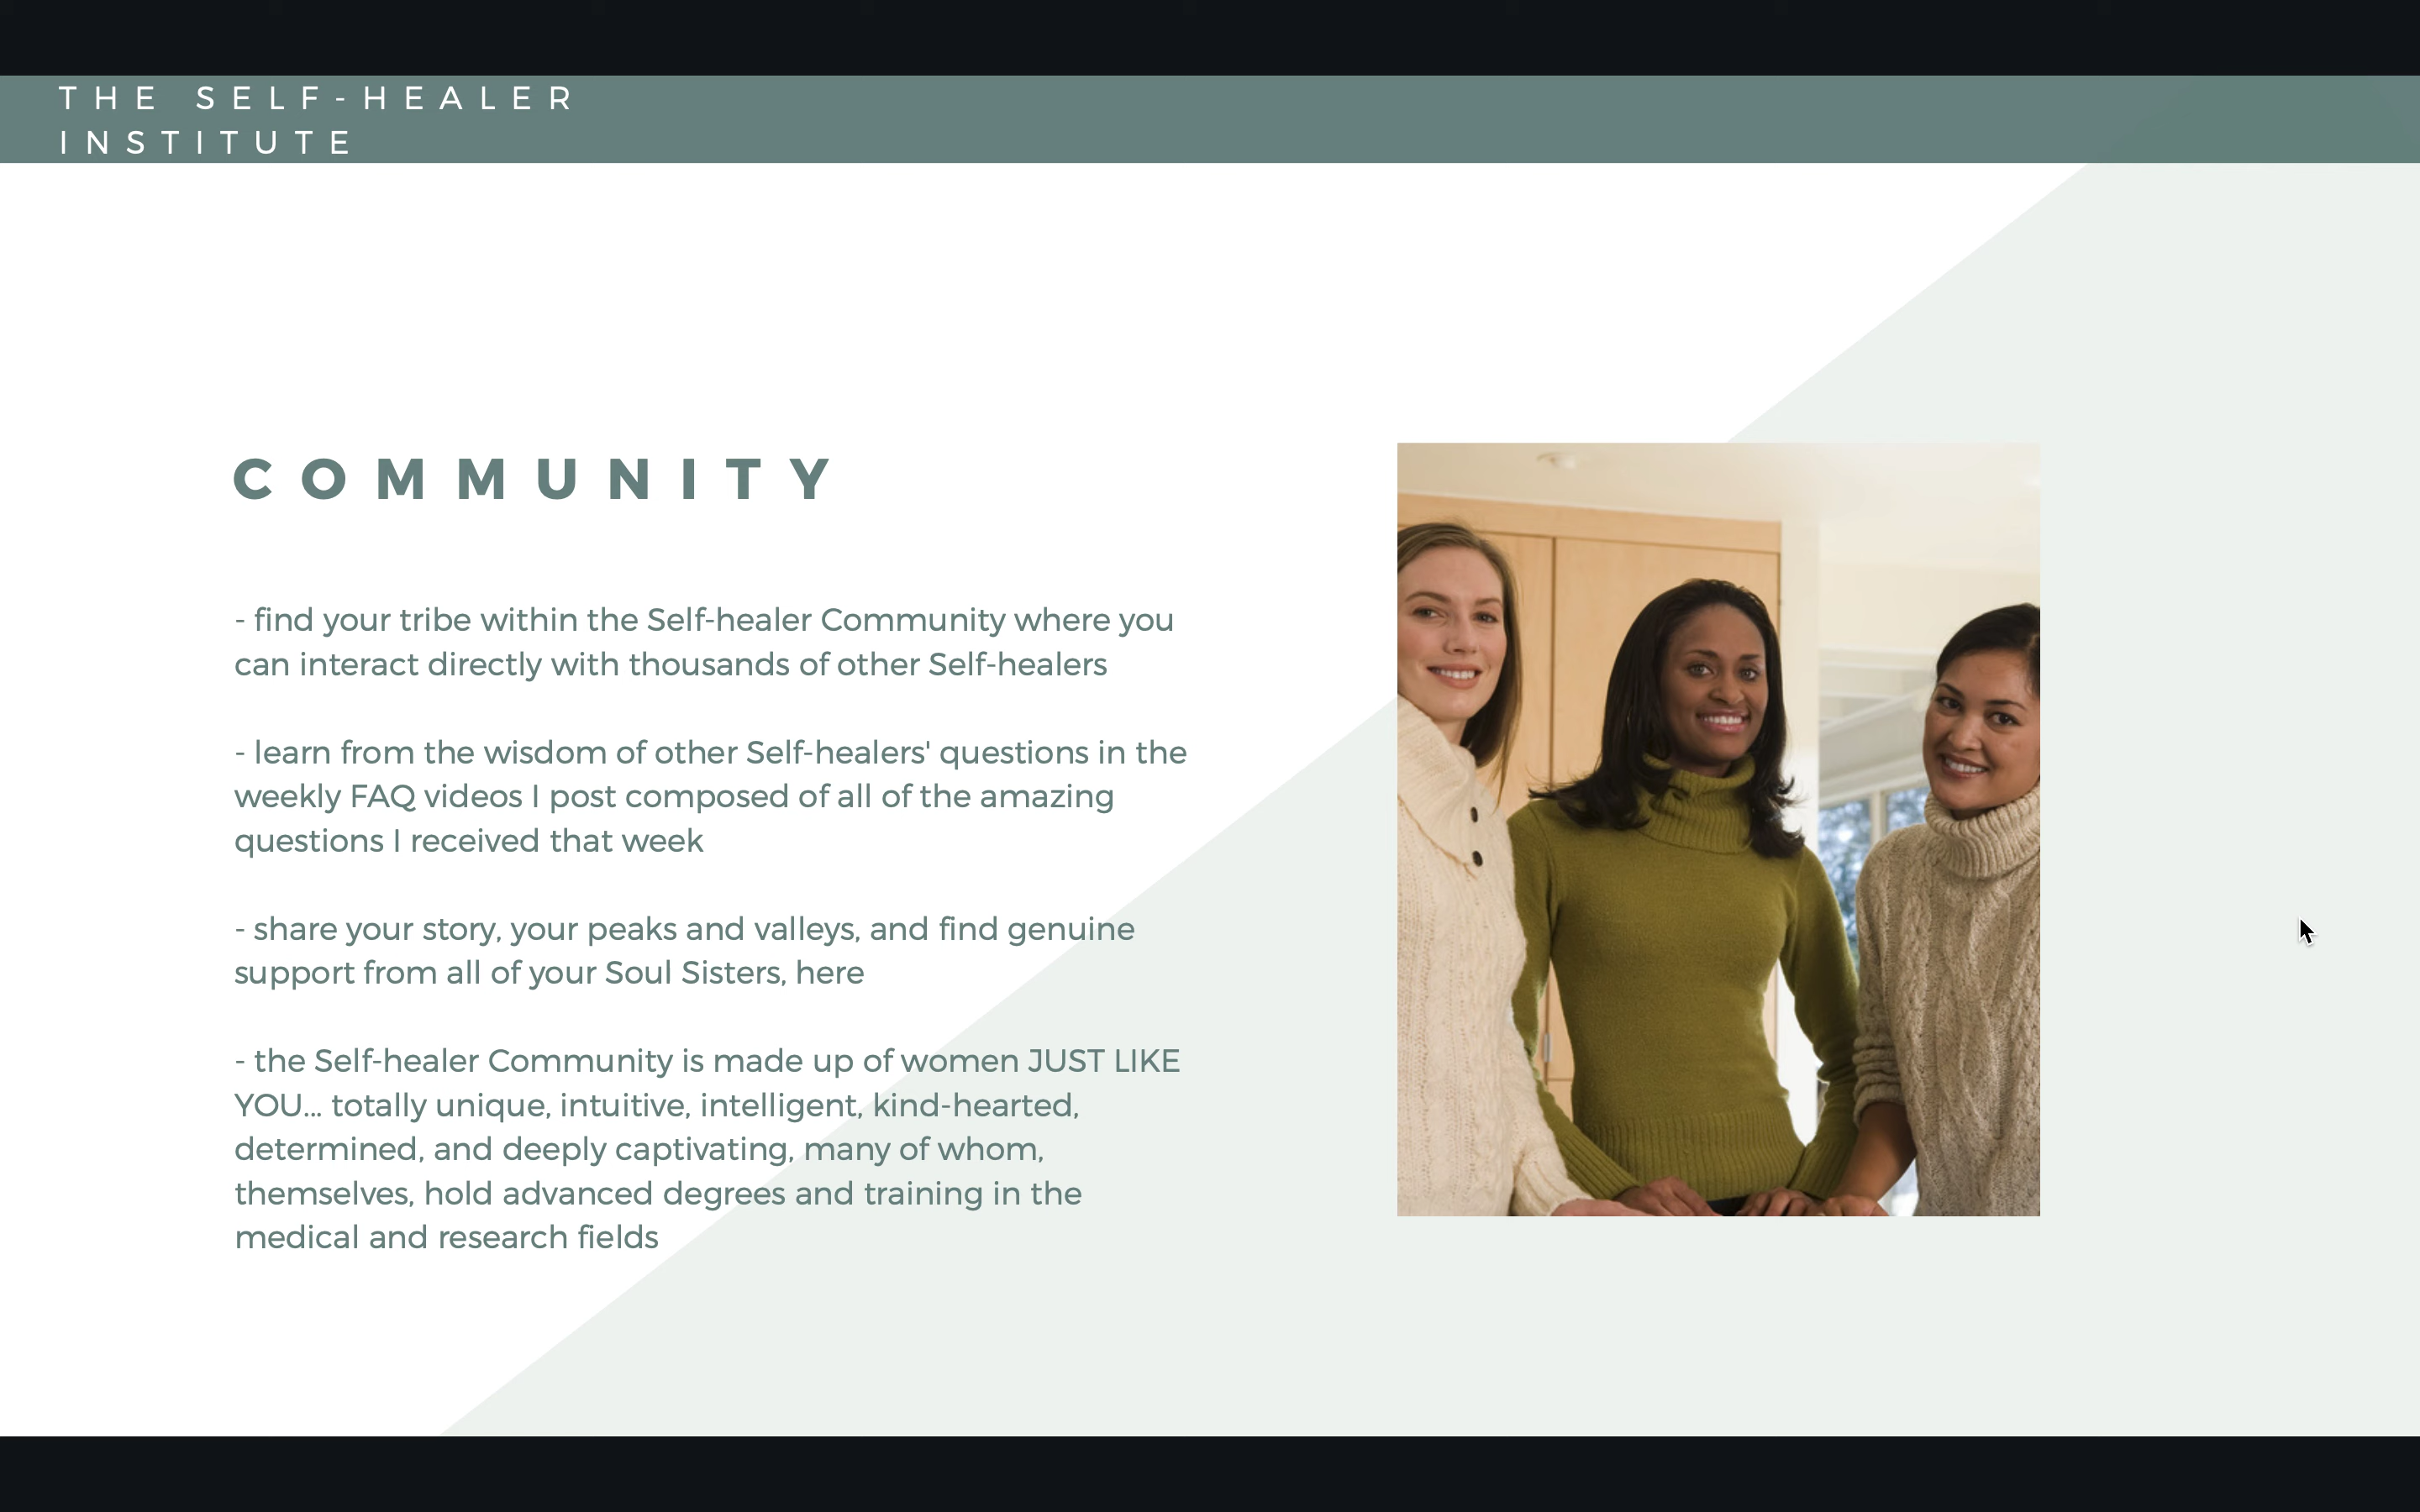 THE SELF-HEALER
INSTITUTE
COMMUNITY
- find your tribe within the Self-healer Community where you
can interact directly with thousands of other Self-healers
- learn from the wisdom of other Self-healers' questions in the
weekly FAQ videos I post composed of all of the amazing
questions I received that week
- share your story, your peaks and valleys, and find genuine
support from all of your Soul Sisters, here
- the Self-healer Community is made up of women JUST LIKE
YOU... totally unique, intuitive, intelligent, kind-hearted,
determined, and deeply captivating, many of whom,
themselves, hold advanced degrees and training in the
medical and research fields